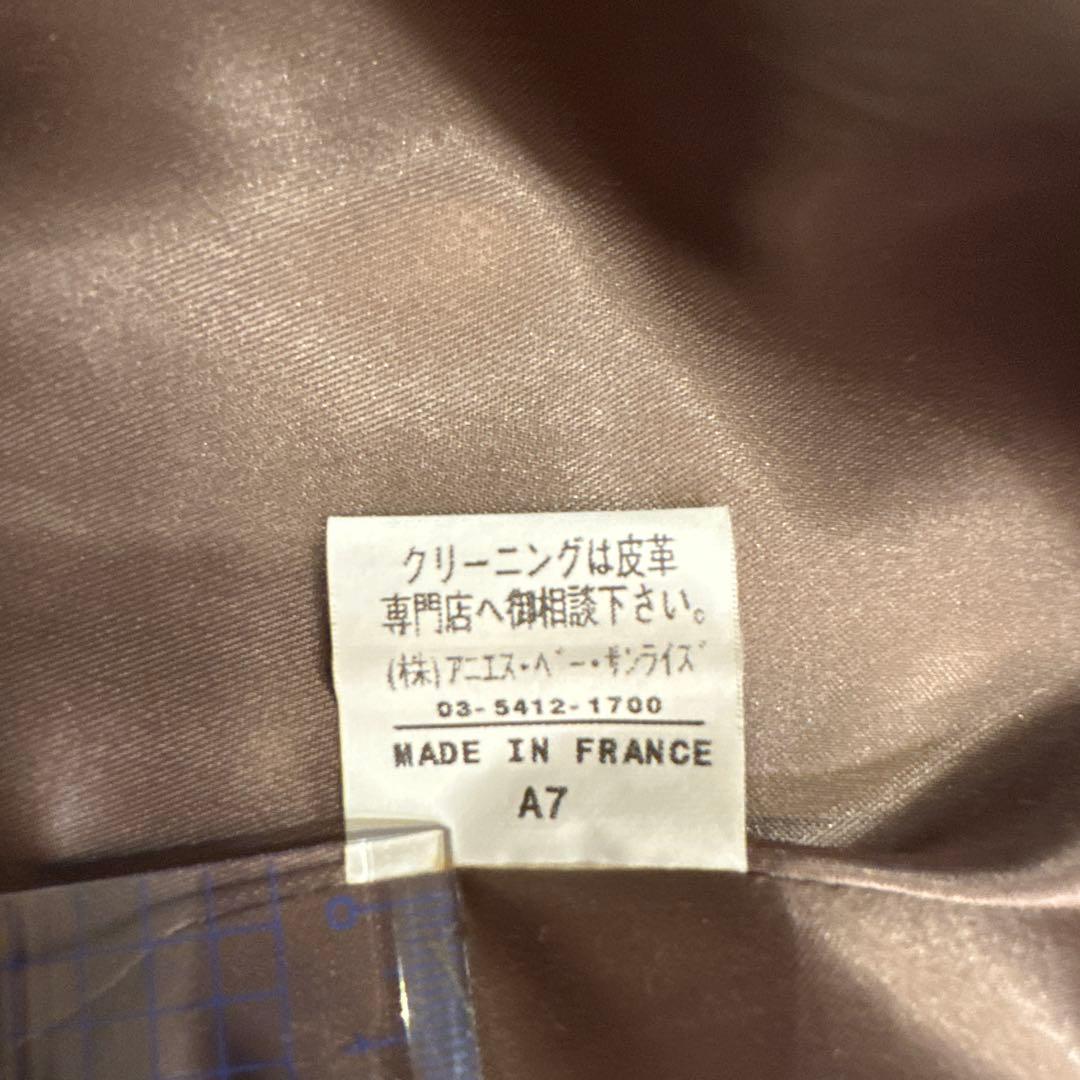 クリーニングは皮革
専門店へ御相談下さい。
(株)アニエス・ベー・サンライズ
03-5412-1700
MADE IN FRANCE
A7